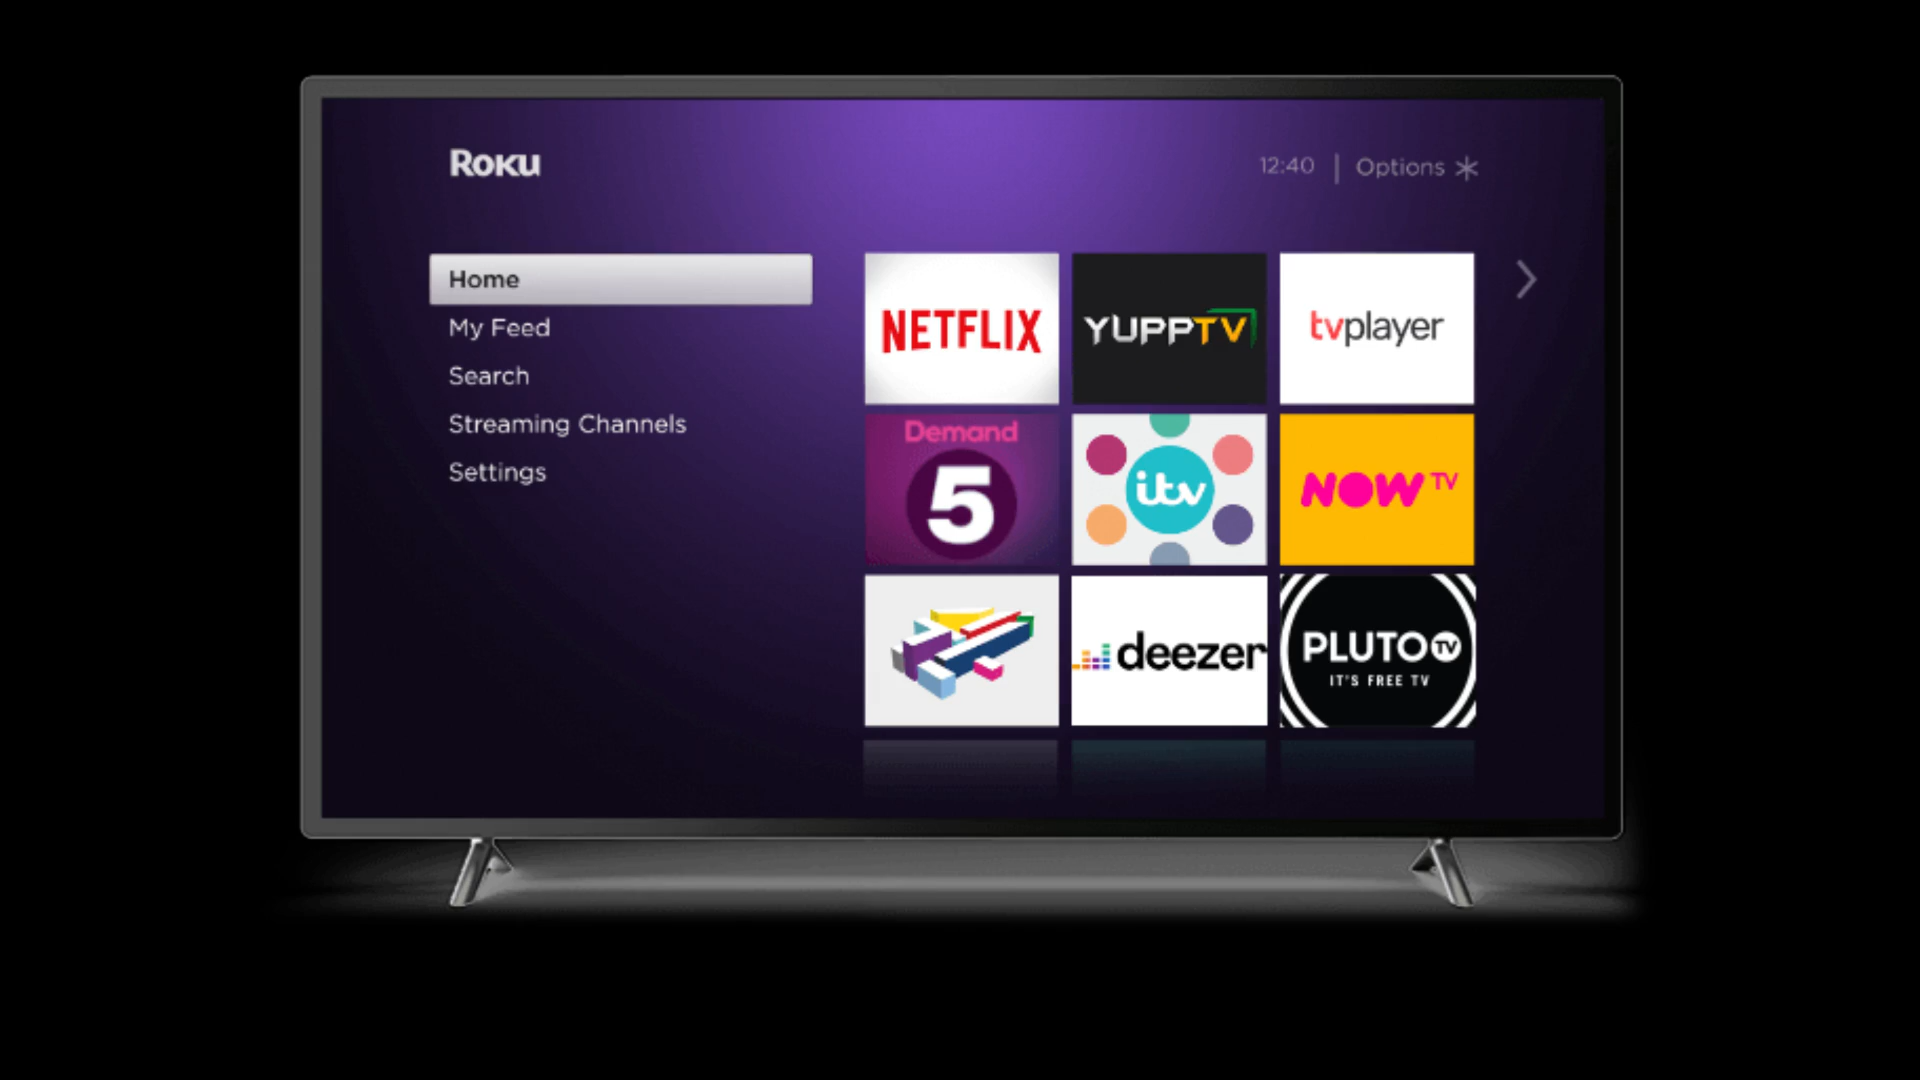 Roku
12:40 | Options *
Home
My Feed
Search
Streaming Channels
Settings
NETFLIX
YUPPTV
tvplayer
Demand
5
itv
NOW TV
deezer
PLUTO TV
IT'S FREE TV